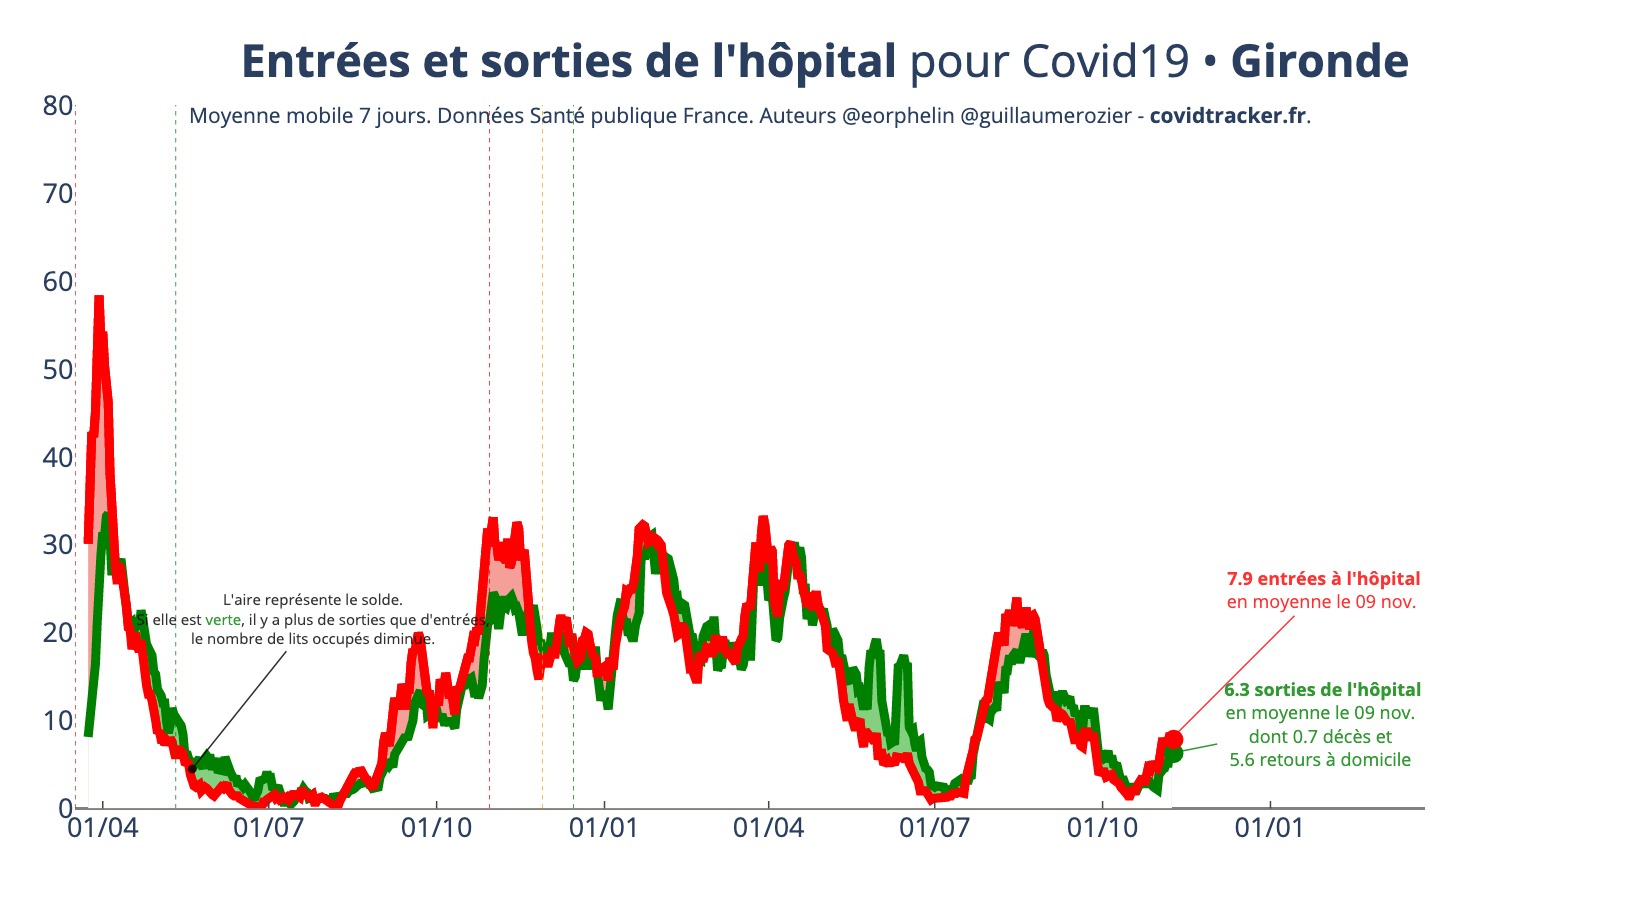 Entrées et sorties de l'hôpital pour Covid19 • Gironde
Moyenne mobile 7 jours. Données Santé publique France. Auteurs @eorphelin @guillaumerozier - covidtracker.fr.
80
70
60
50
40
30
20
10
0
L'aire représente le solde.
Si elle est verte, il y a plus de sorties que d'entrées,
le nombre de lits occupés diminue.
7.9 entrées à l'hôpital
en moyenne le 09 nov.
6.3 sorties de l'hôpital
en moyenne le 09 nov.
dont 0.7 décès et
5.6 retours à domicile
01/04 01/07 01/10 01/01 01/04 01/07 01/10 01/01